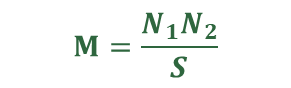 M = N₁N₂ / S